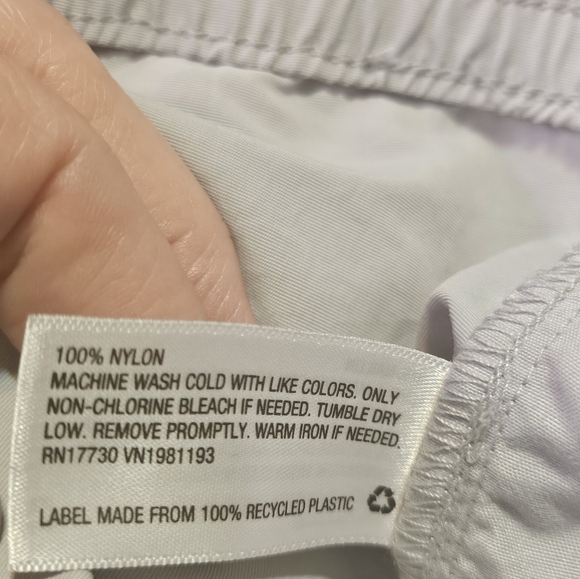 100% NYLON
MACHINE WASH COLD WITH LIKE COLORS. ONLY
NON-CHLORINE BLEACH IF NEEDED. TUMBLE DRY
LOW. REMOVE PROMPTLY. WARM IRON IF NEEDED.
RN17730 VN1981193
LABEL MADE FROM 100% RECYCLED PLASTIC